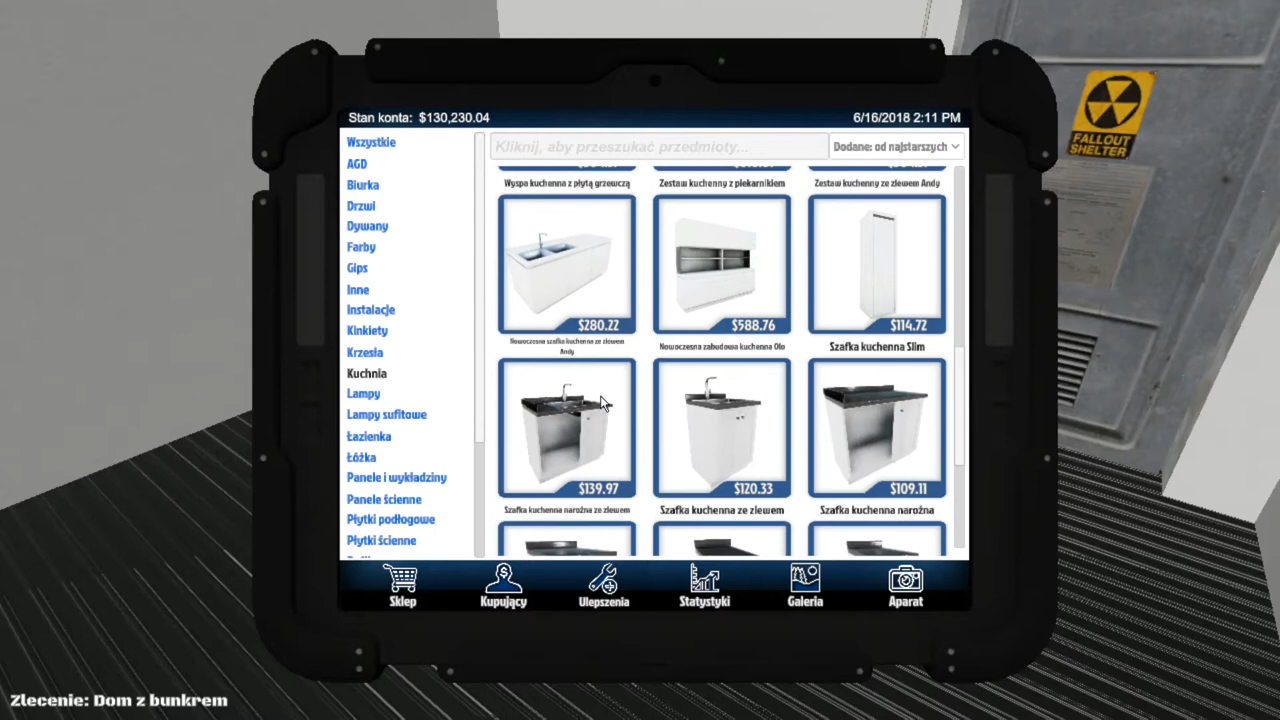 Stan konta: $130,230.04
6/16/2018 2:11 PM
Wszystkie
AGD
Biurka
Drzwi
Dywany
Farby
Gips
Inne
Instalacje
Kinkiety
Krzesła
Kuchnia
Lampy
Lampy sufitowe
Łazienka
Łóżka
Panele i wykładziny
Panele ścienne
Płytki podłogowe
Płytki ścienne
Kliknij, aby przeszukać przedmioty...
Dodane: od najstarszych
Wyspa kuchenna z płytą grzewczą
Zestaw kuchenny z piekarnikiem
Zestaw kuchenny ze zlewem Andy
$280.22
$588.76
$114.72
Nowoczesna szafka kuchenna ze zlewem
Andy
Nowoczesna zabudowa kuchenna Olo
Szafka kuchenna Slim
$139.97
$120.33
$109.11
Szafka kuchenna narożna ze zlewem
Szafka kuchenna ze zlewem
Szafka kuchenna narożna
Sklep
Kupujący
Ulepszenia
Statystyki
Galeria
Aparat
FALLOUT
SHELTER
Zlecenie: Dom z bunkrem